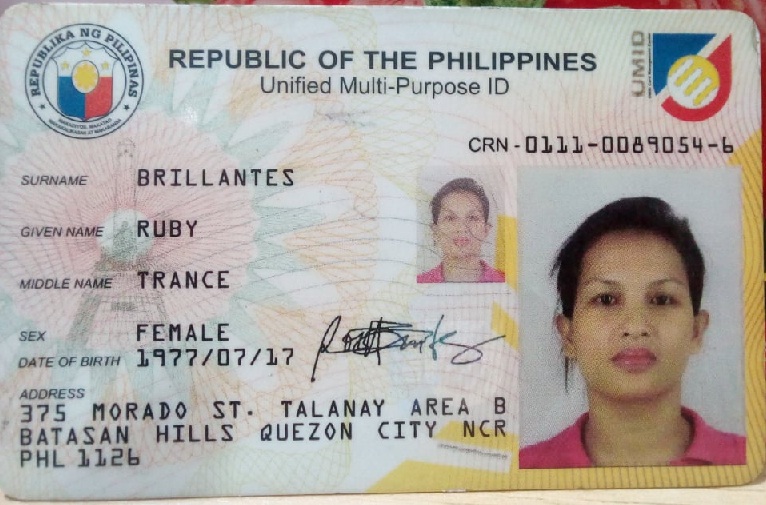 REPUBLIKA NG PILIPINAS
REPUBLIC OF THE PHILIPPINES
Unified Multi-Purpose ID
UMID
CRN - 0111-0089054-6
SURNAME BRILLANTES
GIVEN NAME RUBY
MIDDLE NAME TRANCE
SEX FEMALE
DATE OF BIRTH 1977/07/17
ADDRESS
375 MORADO ST. TALANAY AREA B
BATASAN HILLS QUEZON CITY NCR
PHL 1126